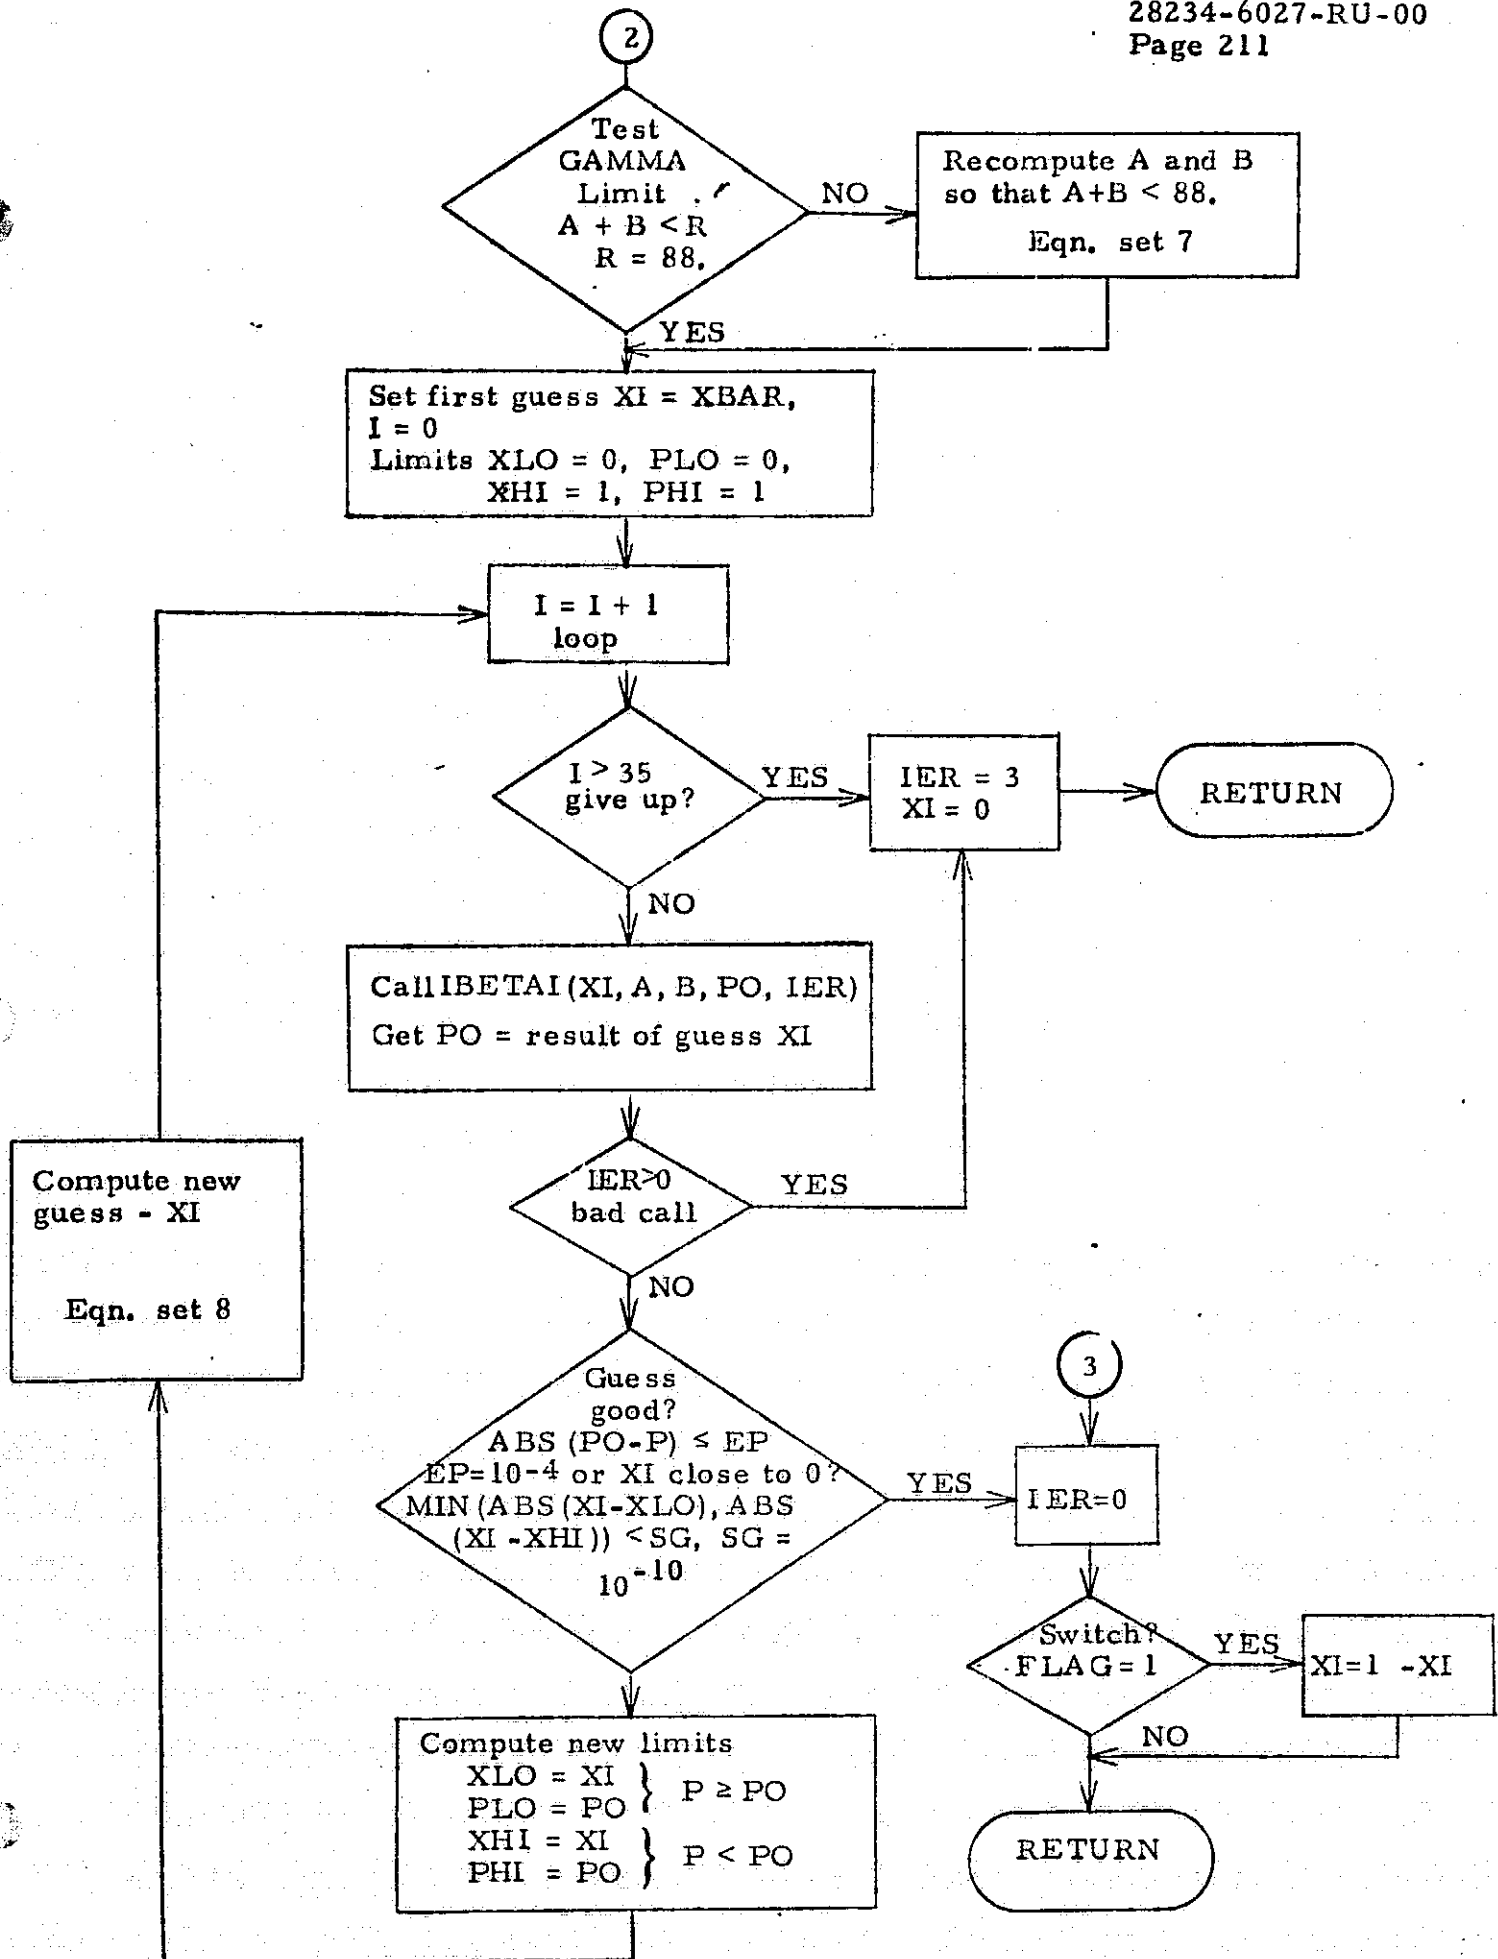 28234-6027-RU-00
Page 211
2
Test
GAMMA
Limit
A + B < R
R = 88.
NO
Recompute A and B
so that A+B < 88.
Eqn. set 7
YES
Set first guess XI = XBAR,
I = 0
Limits XLO = 0, PLO = 0,
XHI = 1, PHI = 1
I = I + 1
loop
I > 35
give up?
YES
IER = 3
XI = 0
RETURN
NO
Call IBETAI (XI, A, B, PO, IER)
Get PO = result of guess XI
IER>0
bad call
YES
Compute new
guess - XI
Eqn. set 8
NO
Guess
good?
ABS (PO-P) ≤ EP
EP=10-4 or XI close to 0?
MIN (ABS (XI-XLO), ABS
(XI -XHI)) < SG, SG =
10-10
YES
3
IER=0
Switch?
FLAG = 1
YES
XI=1 -XI
NO
RETURN
Compute new limits
XLO = XI
PLO = PO } P ≥ PO
XHI = XI
PHI = PO } P < PO